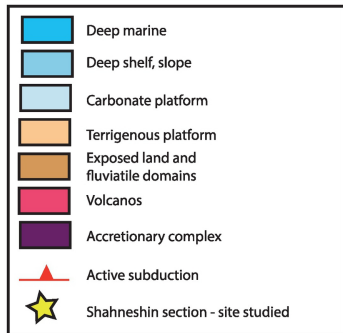 Deep marine
Deep shelf, slope
Carbonate platform
Terrigenous platform
Exposed land and
fluviatile domains
Volcanos
Accretionary complex
Active subduction
Shahneshin section - site studied